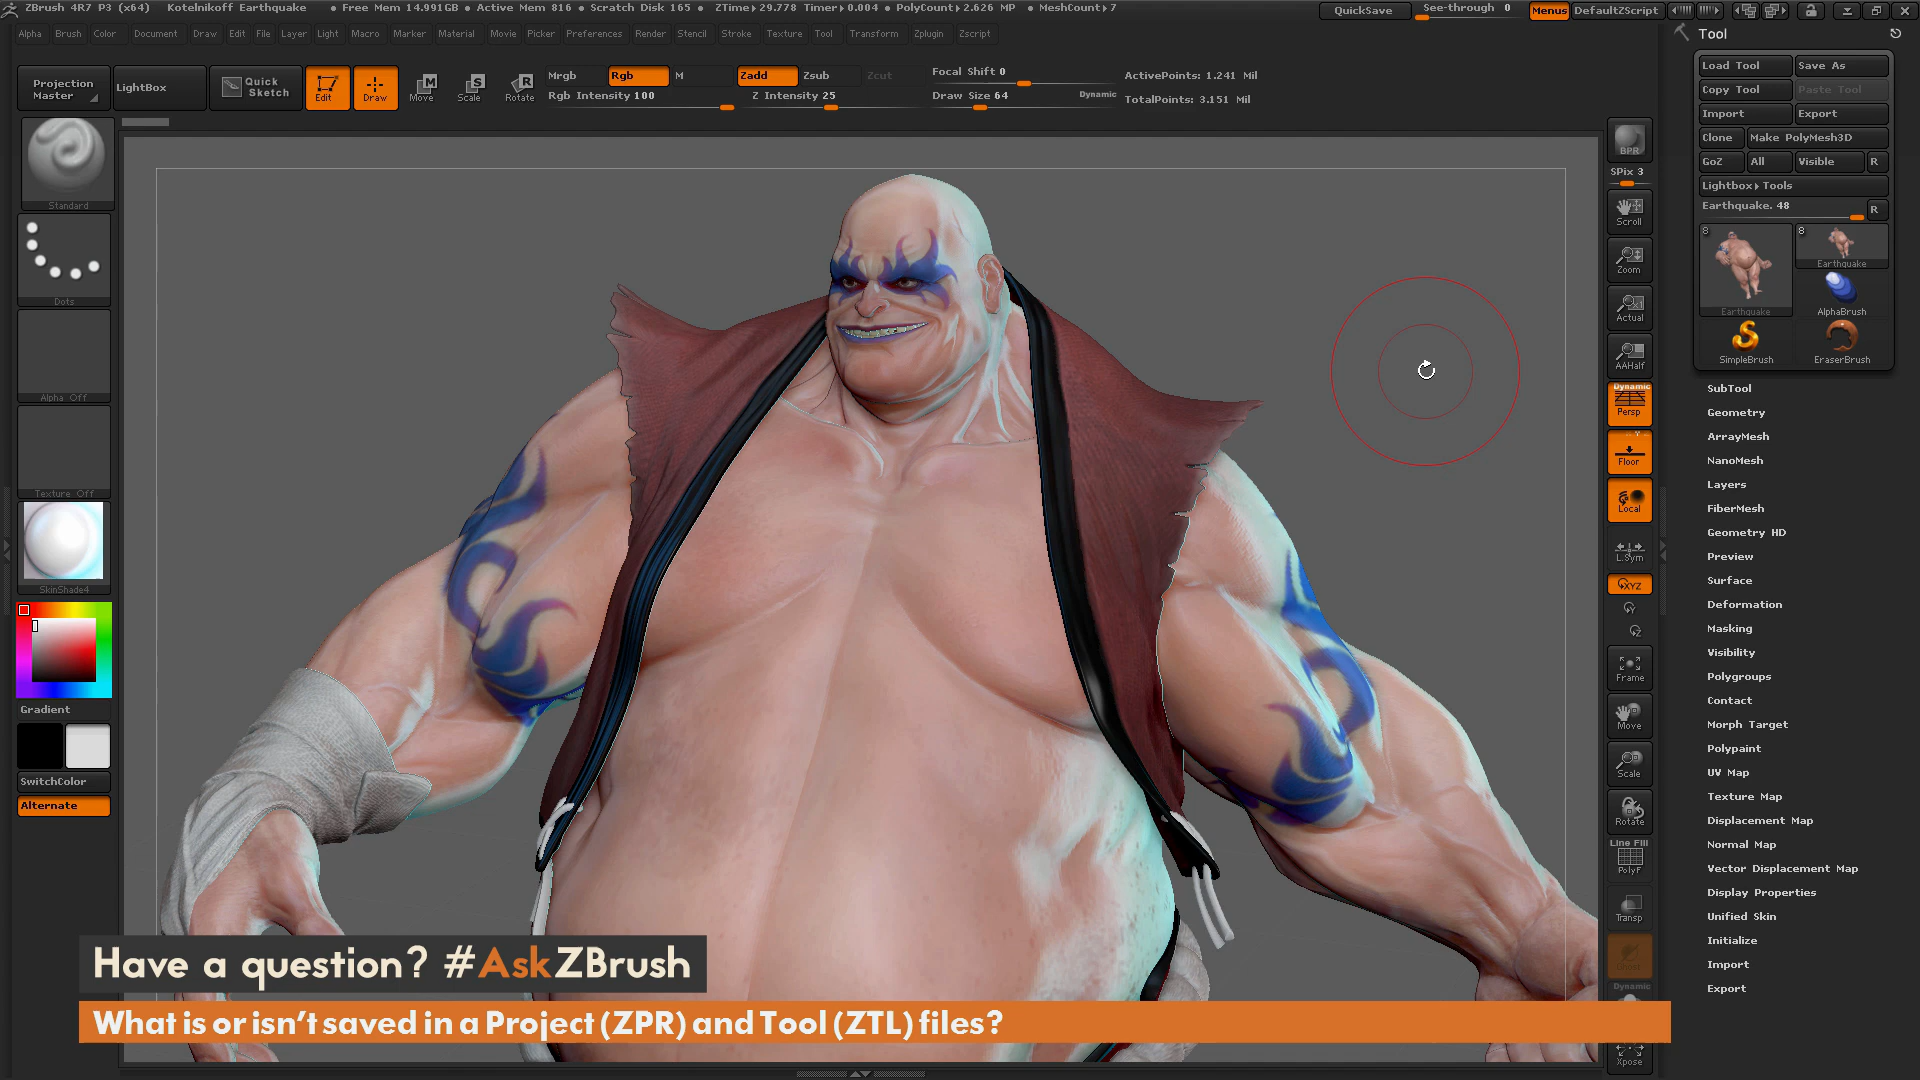 ZBrush 4R7 P3 (x64) Kotelnikoff Earthquake • Free Mem 14.991GB • Active Mem 816 • Scratch Disk 165 • ZTime▸29.778 Timer▸0.004 • PolyCount▸2.626 MP • MeshCount▸7
QuickSave See-through 0 Menus DefaultZScript
Alpha Brush Color Document Draw Edit File Layer Light Macro Marker Material Movie Picker Preferences Render Stencil Stroke Texture Tool Transform Zplugin Zscript
Projection Master
LightBox
Quick Sketch
Edit
Draw
Move
Scale
Rotate
Mrgb Rgb M
Rgb Intensity 100
Zadd Zsub Zcut
Z Intensity 25
Focal Shift 0
Draw Size 64 Dynamic
ActivePoints: 1.241 Mil
TotalPoints: 3.151 Mil
Standard
Dots
Alpha Off
Texture Off
SkinShade4
Gradient
SwitchColor
Alternate
BPR
SPix 3
Scroll
Zoom
Actual
AAHalf
Dynamic
Persp
Floor
Local
L.Sym
XYZ
Y
Z
Frame
Move
Scale
Rotate
Line Fill
PolyF
Transp
Dynamic
Xpose
Tool
Load Tool Save As
Copy Tool Paste Tool
Import Export
Clone Make PolyMesh3D
GoZ All Visible R
Lightbox▸Tools
Earthquake. 48 R
8 8
Earthquake
Earthquake AlphaBrush
SimpleBrush EraserBrush
SubTool
Geometry
ArrayMesh
NanoMesh
Layers
FiberMesh
Geometry HD
Preview
Surface
Deformation
Masking
Visibility
Polygroups
Contact
Morph Target
Polypaint
UV Map
Texture Map
Displacement Map
Normal Map
Vector Displacement Map
Display Properties
Unified Skin
Initialize
Import
Export
Have a question? #AskZBrush
What is or isn't saved in a Project (ZPR) and Tool (ZTL) files?